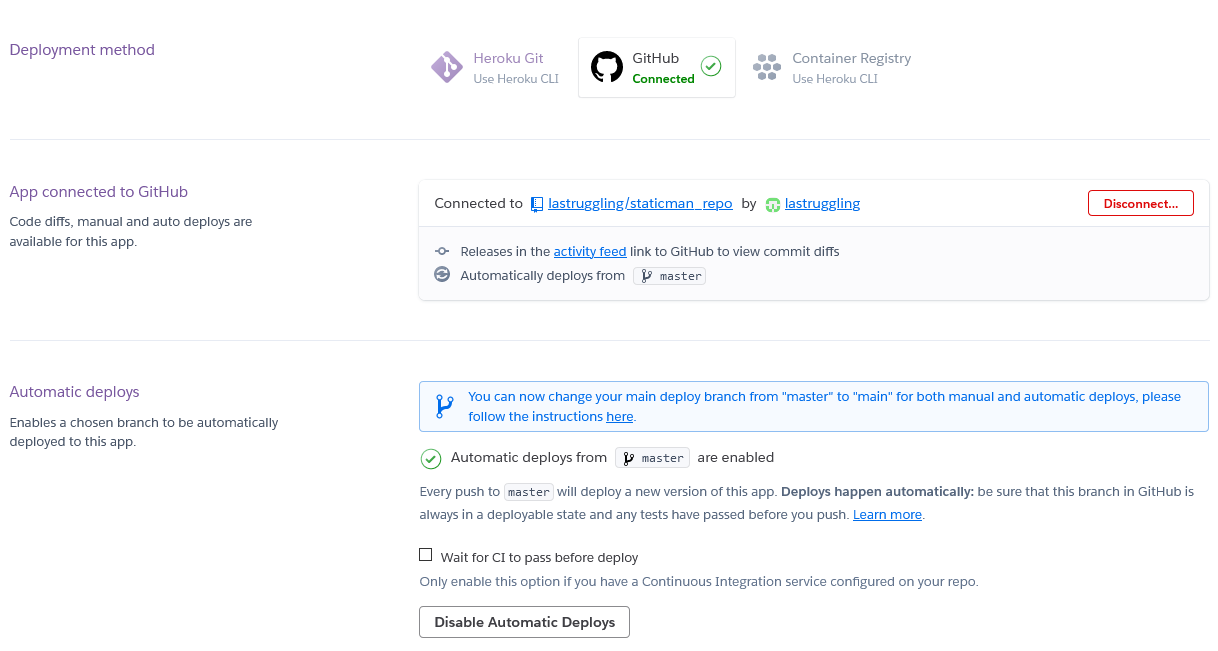 Deployment method
Heroku Git
Use Heroku CLI
GitHub
Connected
Container Registry
Use Heroku CLI
App connected to GitHub
Code diffs, manual and auto deploys are
available for this app.
Connected to lastruggling/staticman_repo by lastruggling
Disconnect...
Releases in the activity feed link to GitHub to view commit diffs
Automatically deploys from master
Automatic deploys
Enables a chosen branch to be automatically
deployed to this app.
You can now change your main deploy branch from "master" to "main" for both manual and automatic deploys, please
follow the instructions here.
Automatic deploys from master are enabled
Every push to master will deploy a new version of this app. Deploys happen automatically: be sure that this branch in GitHub is
always in a deployable state and any tests have passed before you push. Learn more.
Wait for CI to pass before deploy
Only enable this option if you have a Continuous Integration service configured on your repo.
Disable Automatic Deploys